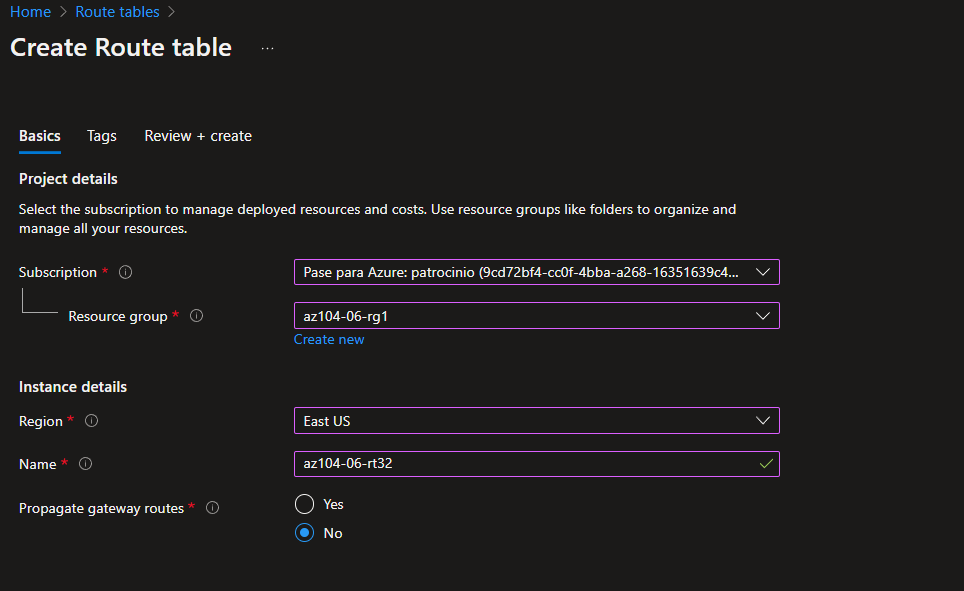 Home > Route tables >
Create Route table ...
Basics Tags Review + create
Project details
Select the subscription to manage deployed resources and costs. Use resource groups like folders to organize and
manage all your resources.
Subscription * Pase para Azure: patrocinio (9cd72bf4-cc0f-4bba-a268-16351639c4...
Resource group * az104-06-rg1
Create new
Instance details
Region * East US
Name * az104-06-rt32
Propagate gateway routes * Yes
No